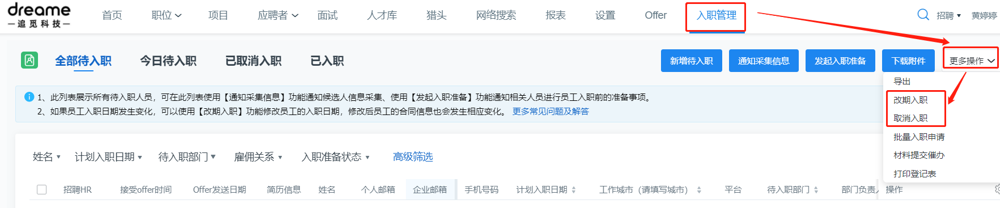 dreame
追觅科技
首页 职位 项目 应聘者 面试 人才库 猎头 网络搜索 报表 设置 Offer 入职管理 招聘 黄婷婷
全部待入职 今日待入职 已取消入职 已入职 新增待入职 通知采集信息 发起入职准备 下载附件 更多操作
导出
改期入职
取消入职
批量入职申请
材料提交催办
打印登记表
1、此列表展示所有待入职人员，可在此列表使用【通知采集信息】功能通知候选人信息采集、使用【发起入职准备】功能通知相关人员进行员工入职前的准备事项。
2、如果员工入职日期发生变化，可以使用【改期入职】功能修改员工的入职日期，修改后员工的合同信息也会发生相应变化。 更多常见问题及解答
姓名 计划入职日期 待入职部门 雇佣关系 入职准备状态 高级筛选
招聘HR 接受offer时间 Offer发送日期 简历信息 姓名 个人邮箱 企业邮箱 手机号码 计划入职日期 工作城市（请填写城市） 平台 待入职部门 部门负责人 操作